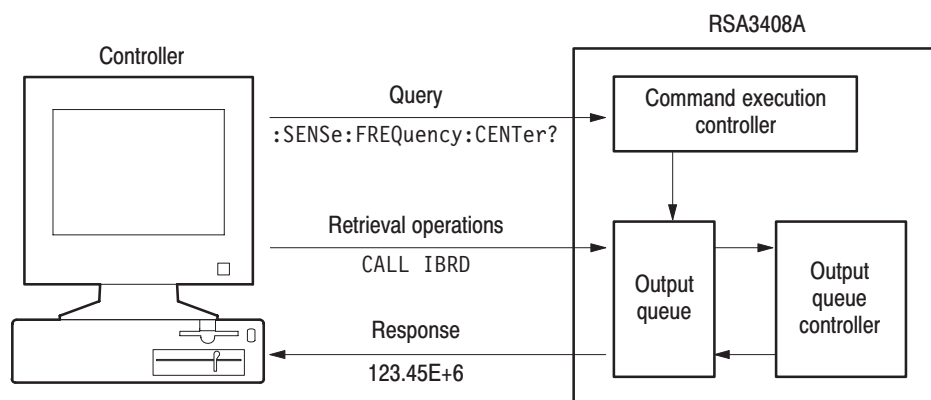 RSA3408A
Controller
Query
:SENSe:FREQuency:CENTer?
Command execution
controller
Retrieval operations
CALL IBRD
Output
queue
Output
queue
controller
Response
123.45E+6